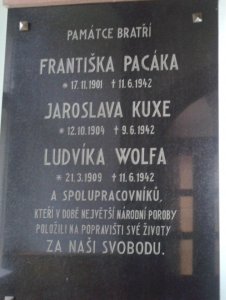 PAMÁTCE BRATŘÍ
FRANTIŠKA PACÁKA
* 17.11.1901 † 11.6.1942
JAROSLAVA KUXE
* 12.10.1904 † 9.6.1942
LUDVÍKA WOLFA
* 21.3.1909 † 11.6.1942
A SPOLUPRACOVNÍKŮ,
KTEŘÍ V DOBĚ NEJVĚTŠÍ NÁRODNÍ POROBY
POLOŽILI NA POPRAVIŠTI SVÉ ŽIVOTY
ZA NAŠI SVOBODU.